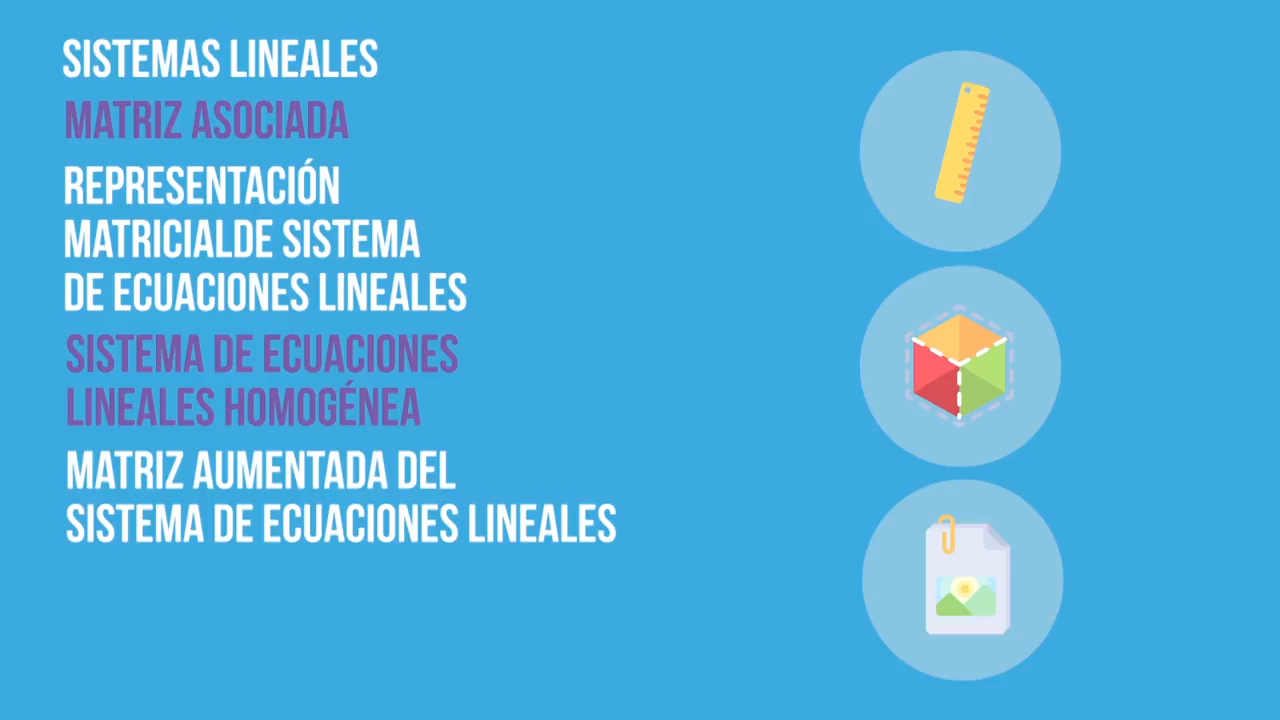 SISTEMAS LINEALES
MATRIZ ASOCIADA
REPRESENTACIÓN
MATRICIALDE SISTEMA
DE ECUACIONES LINEALES
SISTEMA DE ECUACIONES
LINEALES HOMOGÉNEA
MATRIZ AUMENTADA DEL
SISTEMA DE ECUACIONES LINEALES